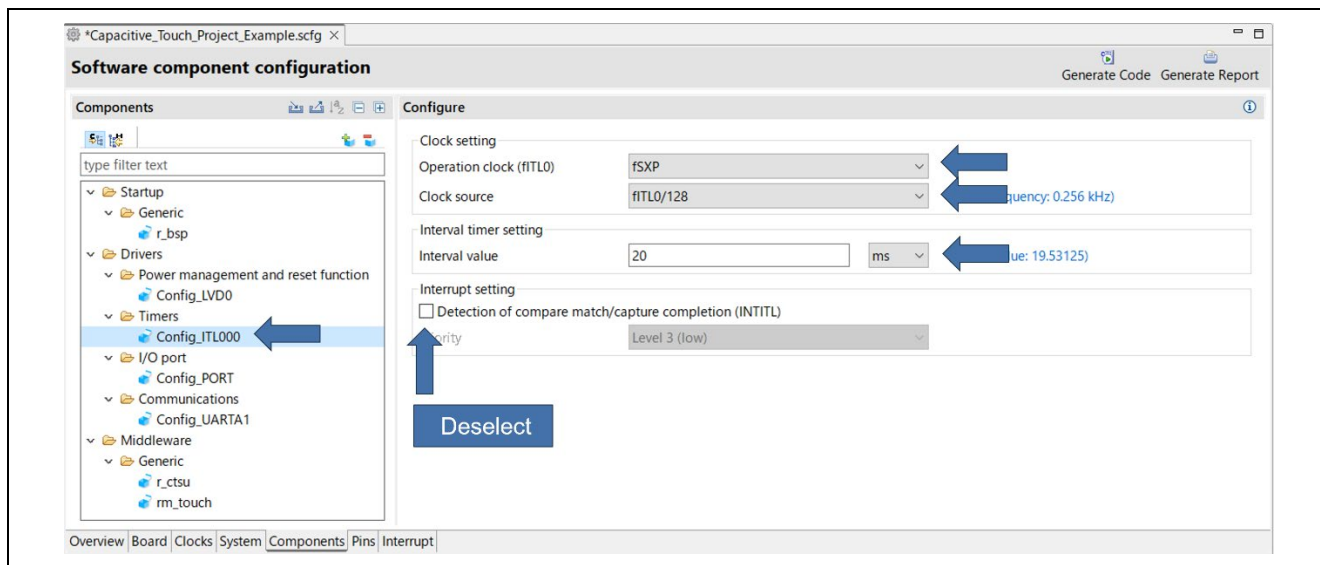 *Capacitive_Touch_Project_Example.scfg
Software component configuration
Generate Code Generate Report
Components
Configure
type filter text
Startup
Generic
r_bsp
Drivers
Power management and reset function
Config_LVD0
Timers
Config_ITL000
I/O port
Config_PORT
Communications
Config_UARTA1
Middleware
Generic
r_ctsu
rm_touch
Clock setting
Operation clock (fITL0) fSXP
Clock source fITL0/128 quency: 0.256 kHz)
Interval timer setting
Interval value 20 ms ue: 19.53125)
Interrupt setting
Detection of compare match/capture completion (INTITL)
Level 3 (low)
Deselect
Overview Board Clocks System Components Pins Interrupt